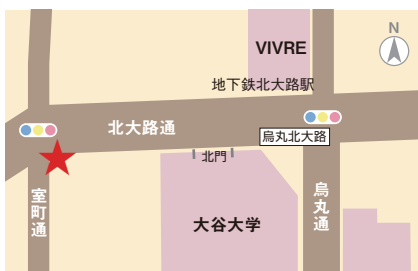 VIVRE
N
地下鉄北大路駅
北大路通
烏丸北大路
北門
室町通
大谷大学
烏丸通